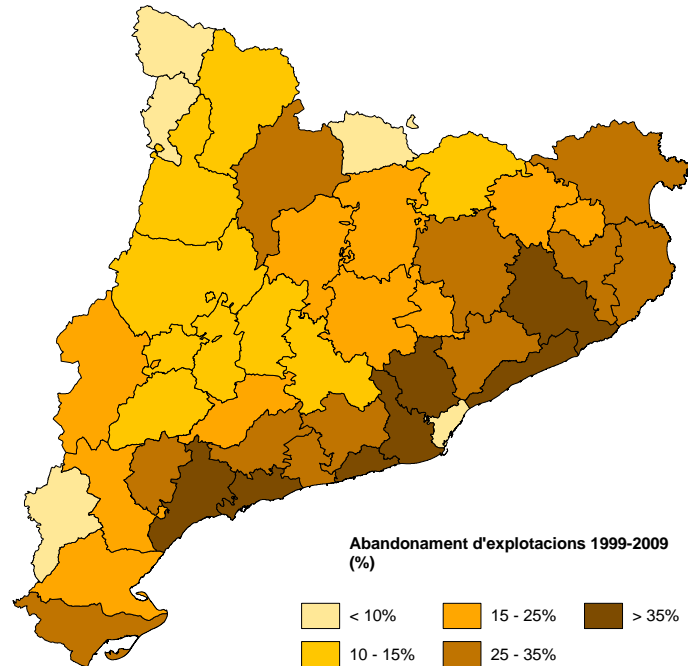 Abandonament d'explotacions 1999-2009
(%)
< 10%
15 - 25%
> 35%
10 - 15%
25 - 35%